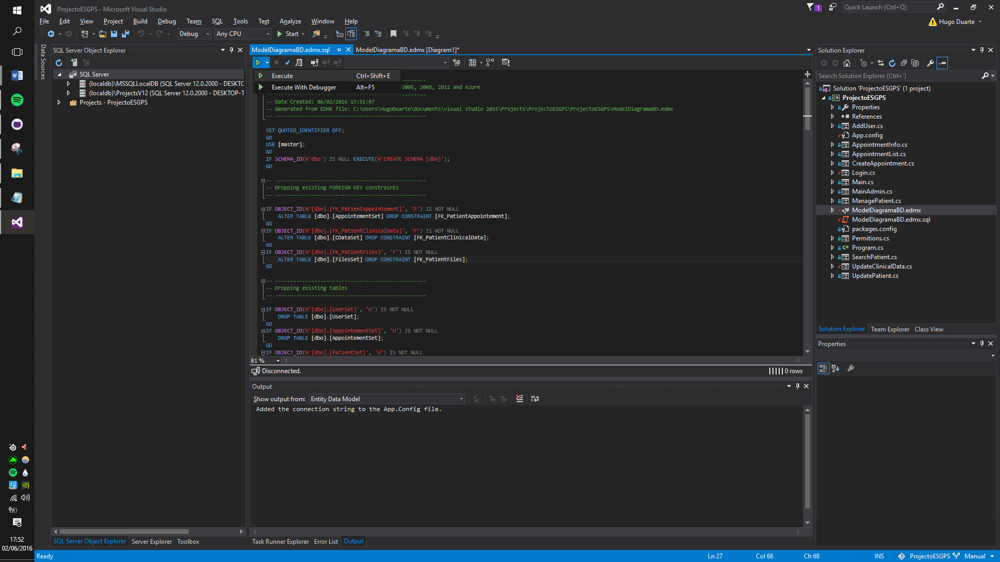 ProjectoESGPS - Microsoft Visual Studio
1
Quick Launch (Ctrl+Q)
File Edit View Project Build Debug Team SQL Tools Test Analyze Window Help
Hugo Duarte
Debug Any CPU Start
Data Sources
SQL Server Object Explorer
SQL Server
(localdb)\MSSQLLocalDB (SQL Server 12.0.2000 - DESKTC
(localdb)\ProjectsV12 (SQL Server 12.0.2000 - DESKTOP-T
Projects - ProjectoESGPS
ModelDiagramaBD.edmx.sql
ModelDiagramaBD.edmx [Diagram1]*
Execute Ctrl+Shift+E
Execute With Debugger Alt+F5
2005, 2008, 2012 and Azure
-- --------------------------------------------------
-- Date Created: 06/02/2016 17:51:07
-- Generated from EDMX file: C:\Users\HugoDuarte\documents\visual studio 2015\Projects\ProjectoESGPS\ProjectoESGPS\ModelDiagramaBD.edmx
-- --------------------------------------------------
SET QUOTED_IDENTIFIER OFF;
GO
USE [master];
GO
IF SCHEMA_ID(N'dbo') IS NULL EXECUTE(N'CREATE SCHEMA [dbo]');
GO
-- --------------------------------------------------
-- Dropping existing FOREIGN KEY constraints
-- --------------------------------------------------
IF OBJECT_ID(N'[dbo].[FK_PatientAppointement]', 'F') IS NOT NULL
ALTER TABLE [dbo].[AppointementSet] DROP CONSTRAINT [FK_PatientAppointement];
GO
IF OBJECT_ID(N'[dbo].[FK_PatientClinicalData]', 'F') IS NOT NULL
ALTER TABLE [dbo].[CDataSet] DROP CONSTRAINT [FK_PatientClinicalData];
GO
IF OBJECT_ID(N'[dbo].[FK_PatientFiles]', 'F') IS NOT NULL
ALTER TABLE [dbo].[FilesSet] DROP CONSTRAINT [FK_PatientFiles];
GO
-- --------------------------------------------------
-- Dropping existing tables
-- --------------------------------------------------
IF OBJECT_ID(N'[dbo].[UserSet]', 'U') IS NOT NULL
DROP TABLE [dbo].[UserSet];
GO
IF OBJECT_ID(N'[dbo].[AppointementSet]', 'U') IS NOT NULL
DROP TABLE [dbo].[AppointementSet];
GO
IF OBJECT_ID(N'[dbo].[PatientSet]', 'U') IS NOT NULL
81 %
Disconnected.
0 rows
Output
Show output from: Entity Data Model
Added the connection string to the App.Config file.
Solution Explorer
Search Solution Explorer (Ctrl+´)
Solution 'ProjectoESGPS' (1 project)
C# ProjectoESGPS
Properties
References
AddUser.cs
App.config
AppointmentInfo.cs
AppointmentList.cs
CreateAppointment.cs
Login.cs
Main.cs
MainAdmin.cs
ManagePatient.cs
ModelDiagramaBD.edmx
ModelDiagramaBD.edmx.sql
packages.config
Permitions.cs
C# Program.cs
SearchPatient.cs
UpdateClinicalData.cs
UpdatePatient.cs
Solution Explorer Team Explorer Class View
Properties
SQL Server Object Explorer Server Explorer Toolbox
Task Runner Explorer Error List Output
17:52
02/06/2016
Ready
Ln 27 Col 68 Ch 68 INS ProjectoESGPS Manual